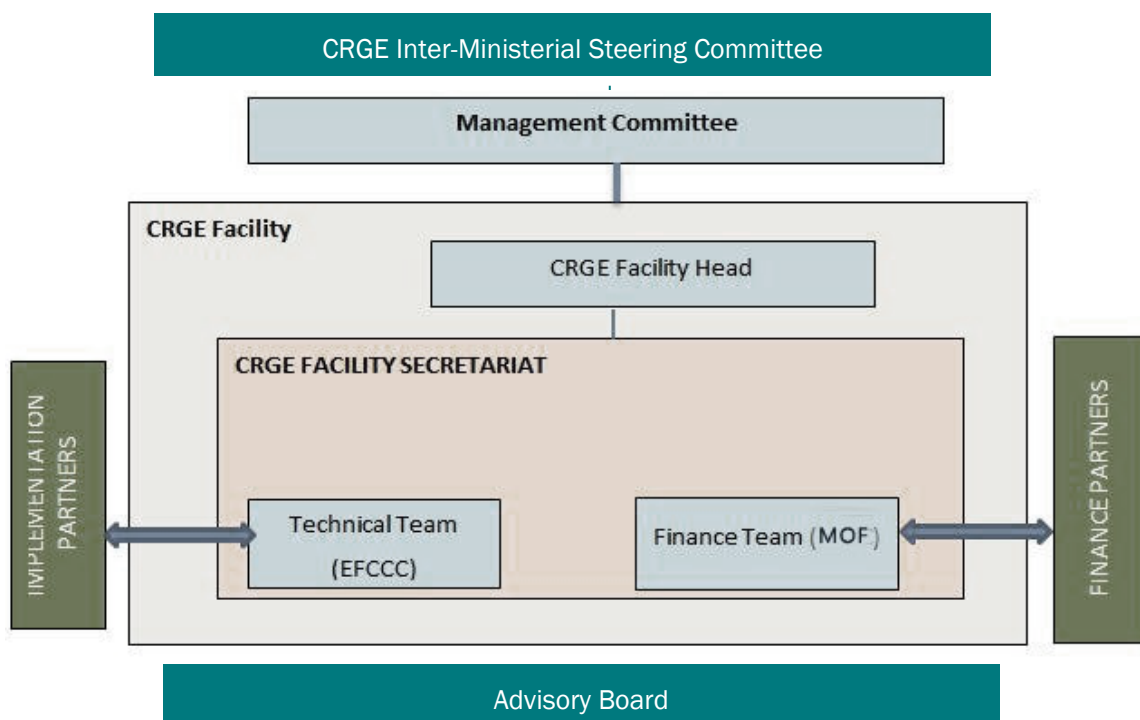 CRGE Inter-Ministerial Steering Committee
Management Committee
CRGE Facility
CRGE Facility Head
CRGE FACILITY SECRETARIAT
IMPLEMENTATION
PARTNERS
Technical Team
(EFCCC)
Finance Team (MOF)
FINANCE PARTNERS
Advisory Board